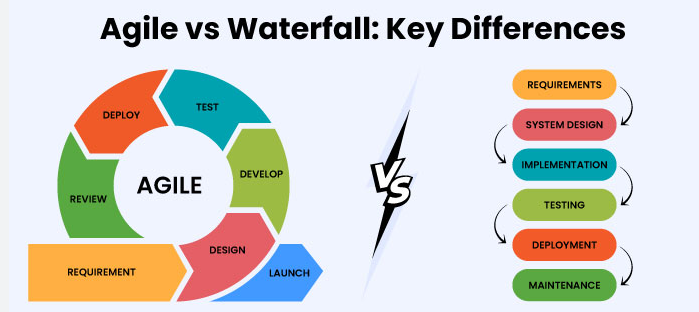 Agile vs Waterfall: Key Differences
DEPLOY
TEST
REVIEW
AGILE
DEVELOP
DESIGN
REQUIREMENT
LAUNCH
VS
REQUIREMENTS
SYSTEM DESIGN
IMPLEMENTATION
TESTING
DEPLOYMENT
MAINTENANCE